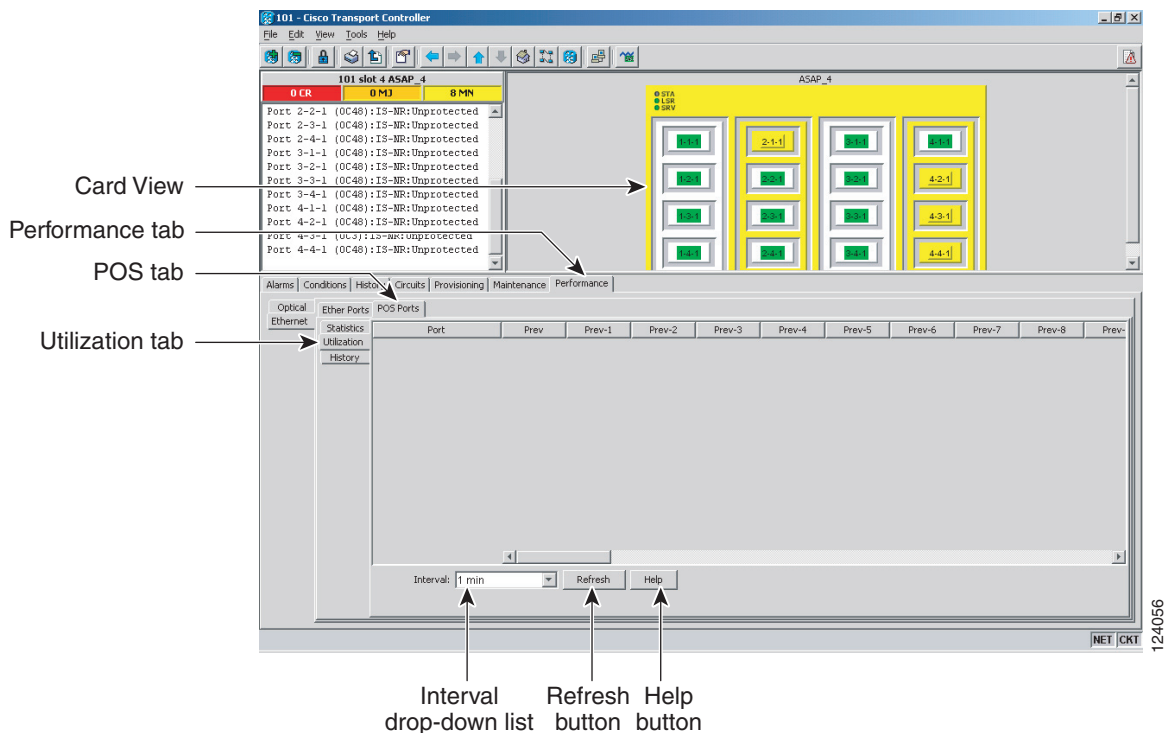 101 - Cisco Transport Controller
File Edit View Tools Help
101 slot 4 ASAP_4
0 CR 0 MJ 8 MN
Port 2-2-1 (OC48):IS-NR:Unprotected
Port 2-3-1 (OC48):IS-NR:Unprotected
Port 2-4-1 (OC48):IS-NR:Unprotected
Port 3-1-1 (OC48):IS-NR:Unprotected
Port 3-2-1 (OC48):IS-NR:Unprotected
Port 3-3-1 (OC48):IS-NR:Unprotected
Port 3-4-1 (OC48):IS-NR:Unprotected
Port 4-1-1 (OC48):IS-NR:Unprotected
Port 4-2-1 (OC48):IS-NR:Unprotected
Port 4-3-1 (OC3):IS-NR:Unprotected
Port 4-4-1 (OC48):IS-NR:Unprotected
ASAP_4
STA
LSR
SRV
1-1-1 2-1-1 3-1-1 4-1-1
1-2-1 2-2-1 3-2-1 4-2-1
1-3-1 2-3-1 3-3-1 4-3-1
1-4-1 2-4-1 3-4-1 4-4-1
Card View
Performance tab
POS tab
Utilization tab
Alarms Conditions History Circuits Provisioning Maintenance Performance
Optical
Ethernet
Ether Ports POS Ports
Statistics
Utilization
History
Port Prev Prev-1 Prev-2 Prev-3 Prev-4 Prev-5 Prev-6 Prev-7 Prev-8 Prev-
Interval: 1 min Refresh Help
NET CKT
124056
Interval
drop-down list
Refresh
button
Help
button